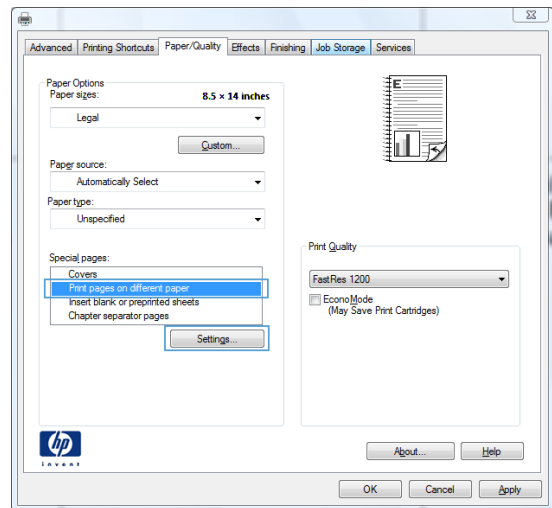 Advanced Printing Shortcuts Paper/Quality Effects Finishing Job Storage Services
Paper Options
Paper sizes: 8.5 × 14 inches
Legal
Custom...
Paper source:
Automatically Select
Paper type:
Unspecified
Special pages:
Covers
Print pages on different paper
Insert blank or preprinted sheets
Chapter separator pages
Settings...
E
Print Quality
FastRes 1200
EconoMode
(May Save Print Cartridges)
hp
invent
About... Help
OK Cancel Apply